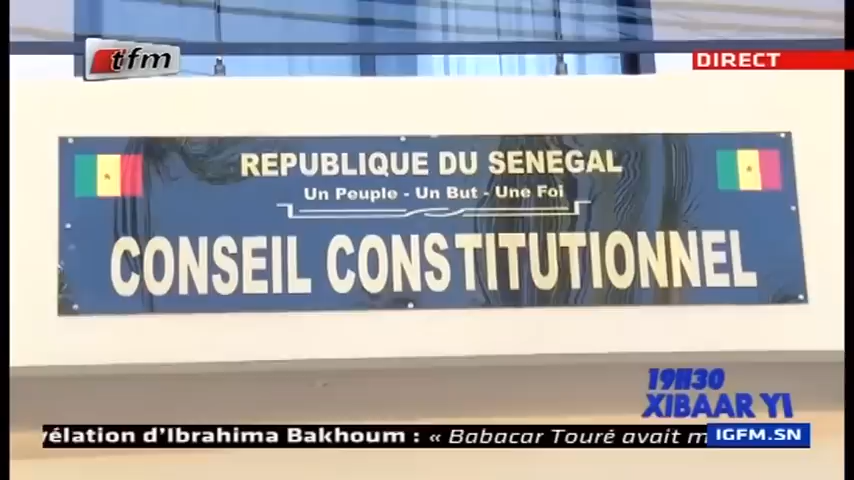 tfm
DIRECT
REPUBLIQUE DU SENEGAL
Un Peuple - Un But - Une Foi
CONSEIL CONSTITUTIONNEL
19H30
XIBAAR YI
vélation d'Ibrahima Bakhoum : « Babacar Touré avait m
IGFM.SN